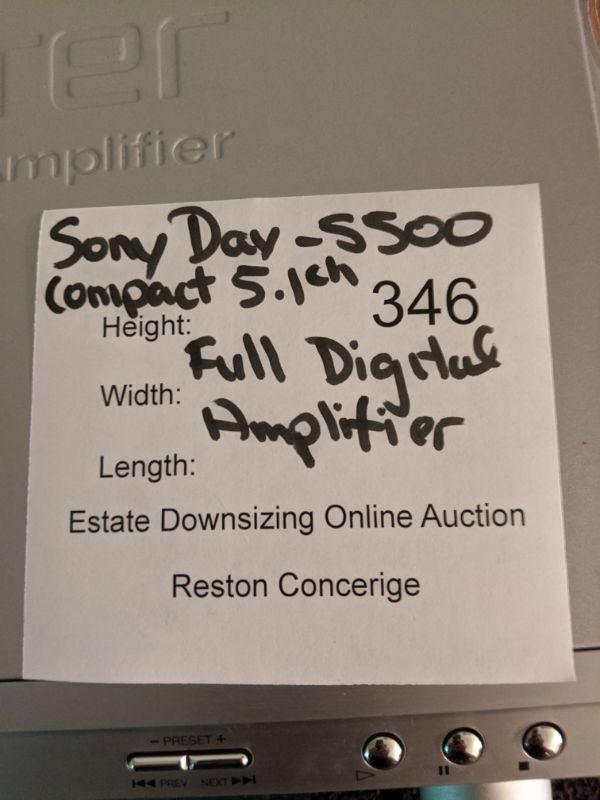 rer
mplifier
Sony Dav-S500
Compact 5.1ch
346
Height:
Full Digital
Width:
Amplifier
Length:
Estate Downsizing Online Auction
Reston Concerige
- PRESET +
PREV NEXT